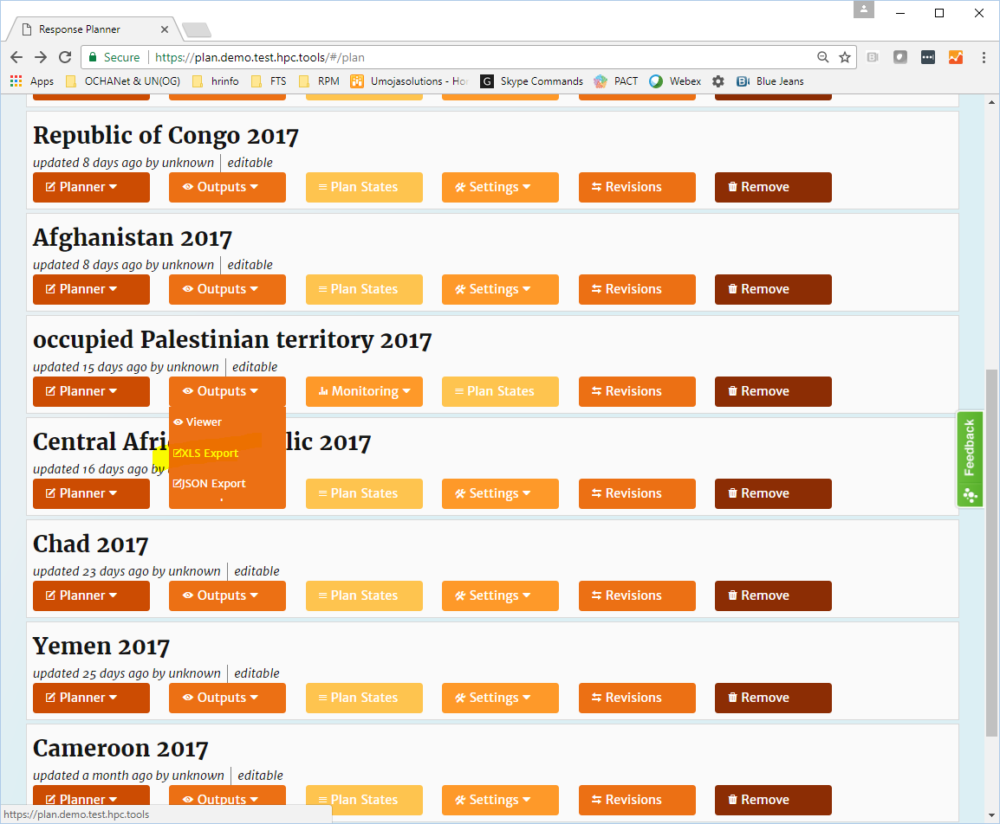 Response Planner
Secure https://plan.demo.test.hpc.tools/#/plan
Apps OCHANet & UN(OG) hrinfo FTS RPM Umojasolutions - Ho G Skype Commands PACT Webex Blue Jeans
Republic of Congo 2017
updated 8 days ago by unknown editable
Planner Outputs Plan States Settings Revisions Remove
Afghanistan 2017
updated 8 days ago by unknown editable
Planner Outputs Plan States Settings Revisions Remove
occupied Palestinian territory 2017
updated 15 days ago by unknown editable
Planner Outputs Monitoring Plan States Revisions Remove
Viewer
Central Afri lic 2017
XLS Export
updated 16 days ago by
JSON Export
Planner Plan States Settings Revisions Remove
Chad 2017
updated 23 days ago by unknown editable
Planner Outputs Plan States Settings Revisions Remove
Yemen 2017
updated 25 days ago by unknown editable
Planner Outputs Plan States Settings Revisions Remove
Cameroon 2017
updated a month ago by unknown editable
Planner Outputs Plan States Settings Revisions Remove
https://plan.demo.test.hpc.tools
Feedback